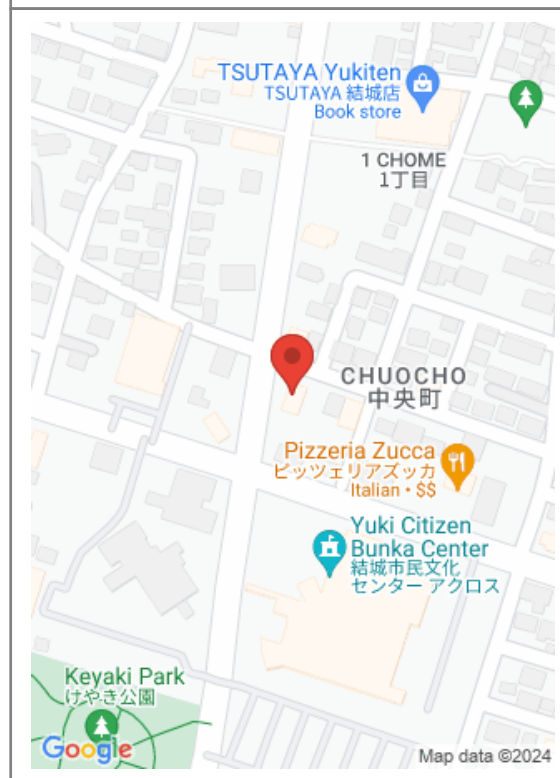 TSUTAYA Yukiten
TSUTAYA 結城店
Book store
1 CHOME
1丁目
CHUOCHO
中央町
Pizzeria Zucca
ピッツェリアズッカ
Italian • $$
Yuki Citizen
Bunka Center
結城市民文化
センター アクロス
Keyaki Park
けやき公園
Google
Map data ©2024